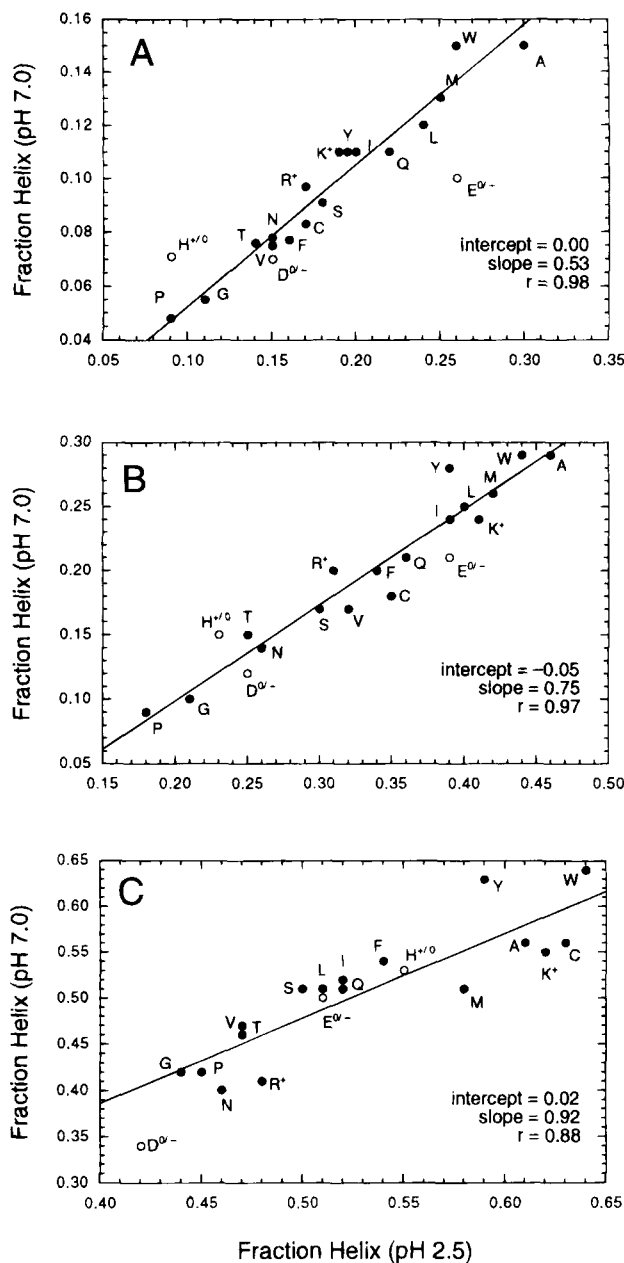 A
Fraction Helix (pH 7.0)
0.16
0.14
0.12
0.10
0.08
0.06
0.04
W
A
M
L
Y
K⁺
I
Q
E⁰/⁻
R⁺
S
N
C
T
H⁺/⁰
V
F
D⁰/⁻
P
G
intercept = 0.00
slope = 0.53
r = 0.98
0.05 0.10 0.15 0.20 0.25 0.30 0.35
B
Fraction Helix (pH 7.0)
0.30
0.25
0.20
0.15
0.10
0.05
Y
W
A
M
L
I
K⁺
R⁺
F
Q
E⁰/⁻
C
H⁺/⁰
T
S
V
N
D⁰/⁻
P
G
intercept = −0.05
slope = 0.75
r = 0.97
0.15 0.20 0.25 0.30 0.35 0.40 0.45 0.50
C
Fraction Helix (pH 7.0)
0.65
0.60
0.55
0.50
0.45
0.40
0.35
0.30
W
Y
A
C
K⁺
H⁺/⁰
F
I
L
S
Q
M
E⁰/⁻
V
T
G
P
R⁺
N
D⁰/⁻
intercept = 0.02
slope = 0.92
r = 0.88
0.40 0.45 0.50 0.55 0.60 0.65
Fraction Helix (pH 2.5)